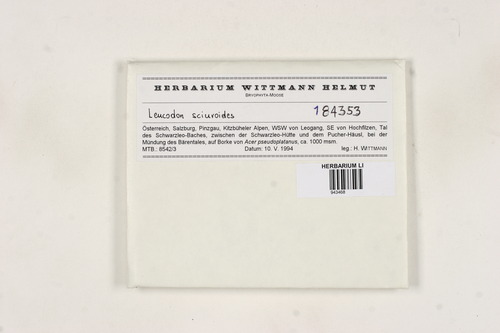 HERBARIUM WITTMANN HELMUT
BRYOPHYTA-MOOSE
Leucodon sciuroides 184353
Österreich, Salzburg, Pinzgau, Kitzbüheler Alpen, WSW von Leogang, SE von Hochfilzen, Tal
des Schwarzleo-Baches, zwischen der Schwarzleo-Hütte und dem Pucher-Häusl, bei der
Mündung des Bärentales, auf Borke von Acer pseudoplatanus, ca. 1000 msm.
MTB.: 8542/3 Datum: 10. V. 1994 leg.: H. WITTMANN
HERBARIUM LI
943468